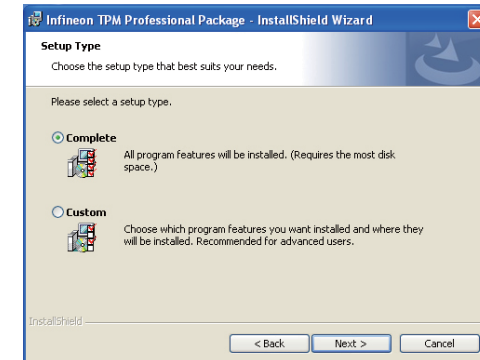 Infineon TPM Professional Package - InstallShield Wizard
Setup Type
Choose the setup type that best suits your needs.
Please select a setup type.
Complete
All program features will be installed. (Requires the most disk
space.)
Custom
Choose which program features you want installed and where they
will be installed. Recommended for advanced users.
InstallShield
< Back
Next >
Cancel